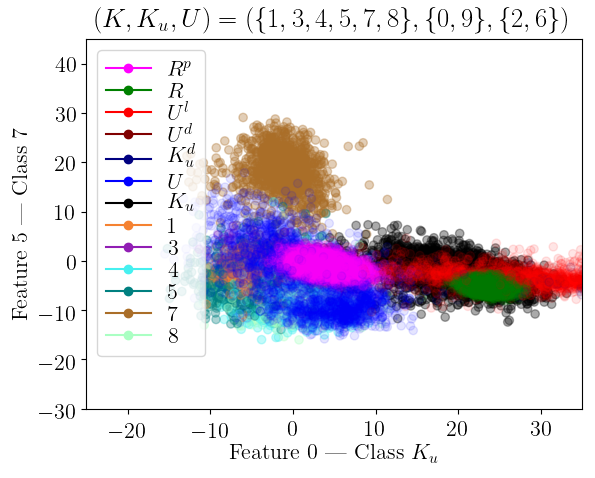 (K, K_u, U) = ({1, 3, 4, 5, 7, 8}, {0, 9}, {2, 6})
R^p
R
U^l
U^d
K_u^d
U
K_u
1
3
4
5
7
8
40
30
20
10
0
−10
−20
−30
Feature 5 — Class 7
−20 −10 0 10 20 30
Feature 0 — Class K_u